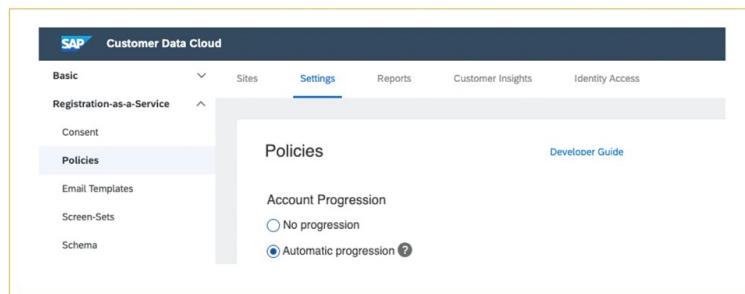 SAP Customer Data Cloud
Basic
Sites Settings Reports Customer Insights Identity Access
Registration-as-a-Service
Consent
Policies
Policies Developer Guide
Email Templates
Account Progression
Screen-Sets
No progression
Schema
Automatic progression ?